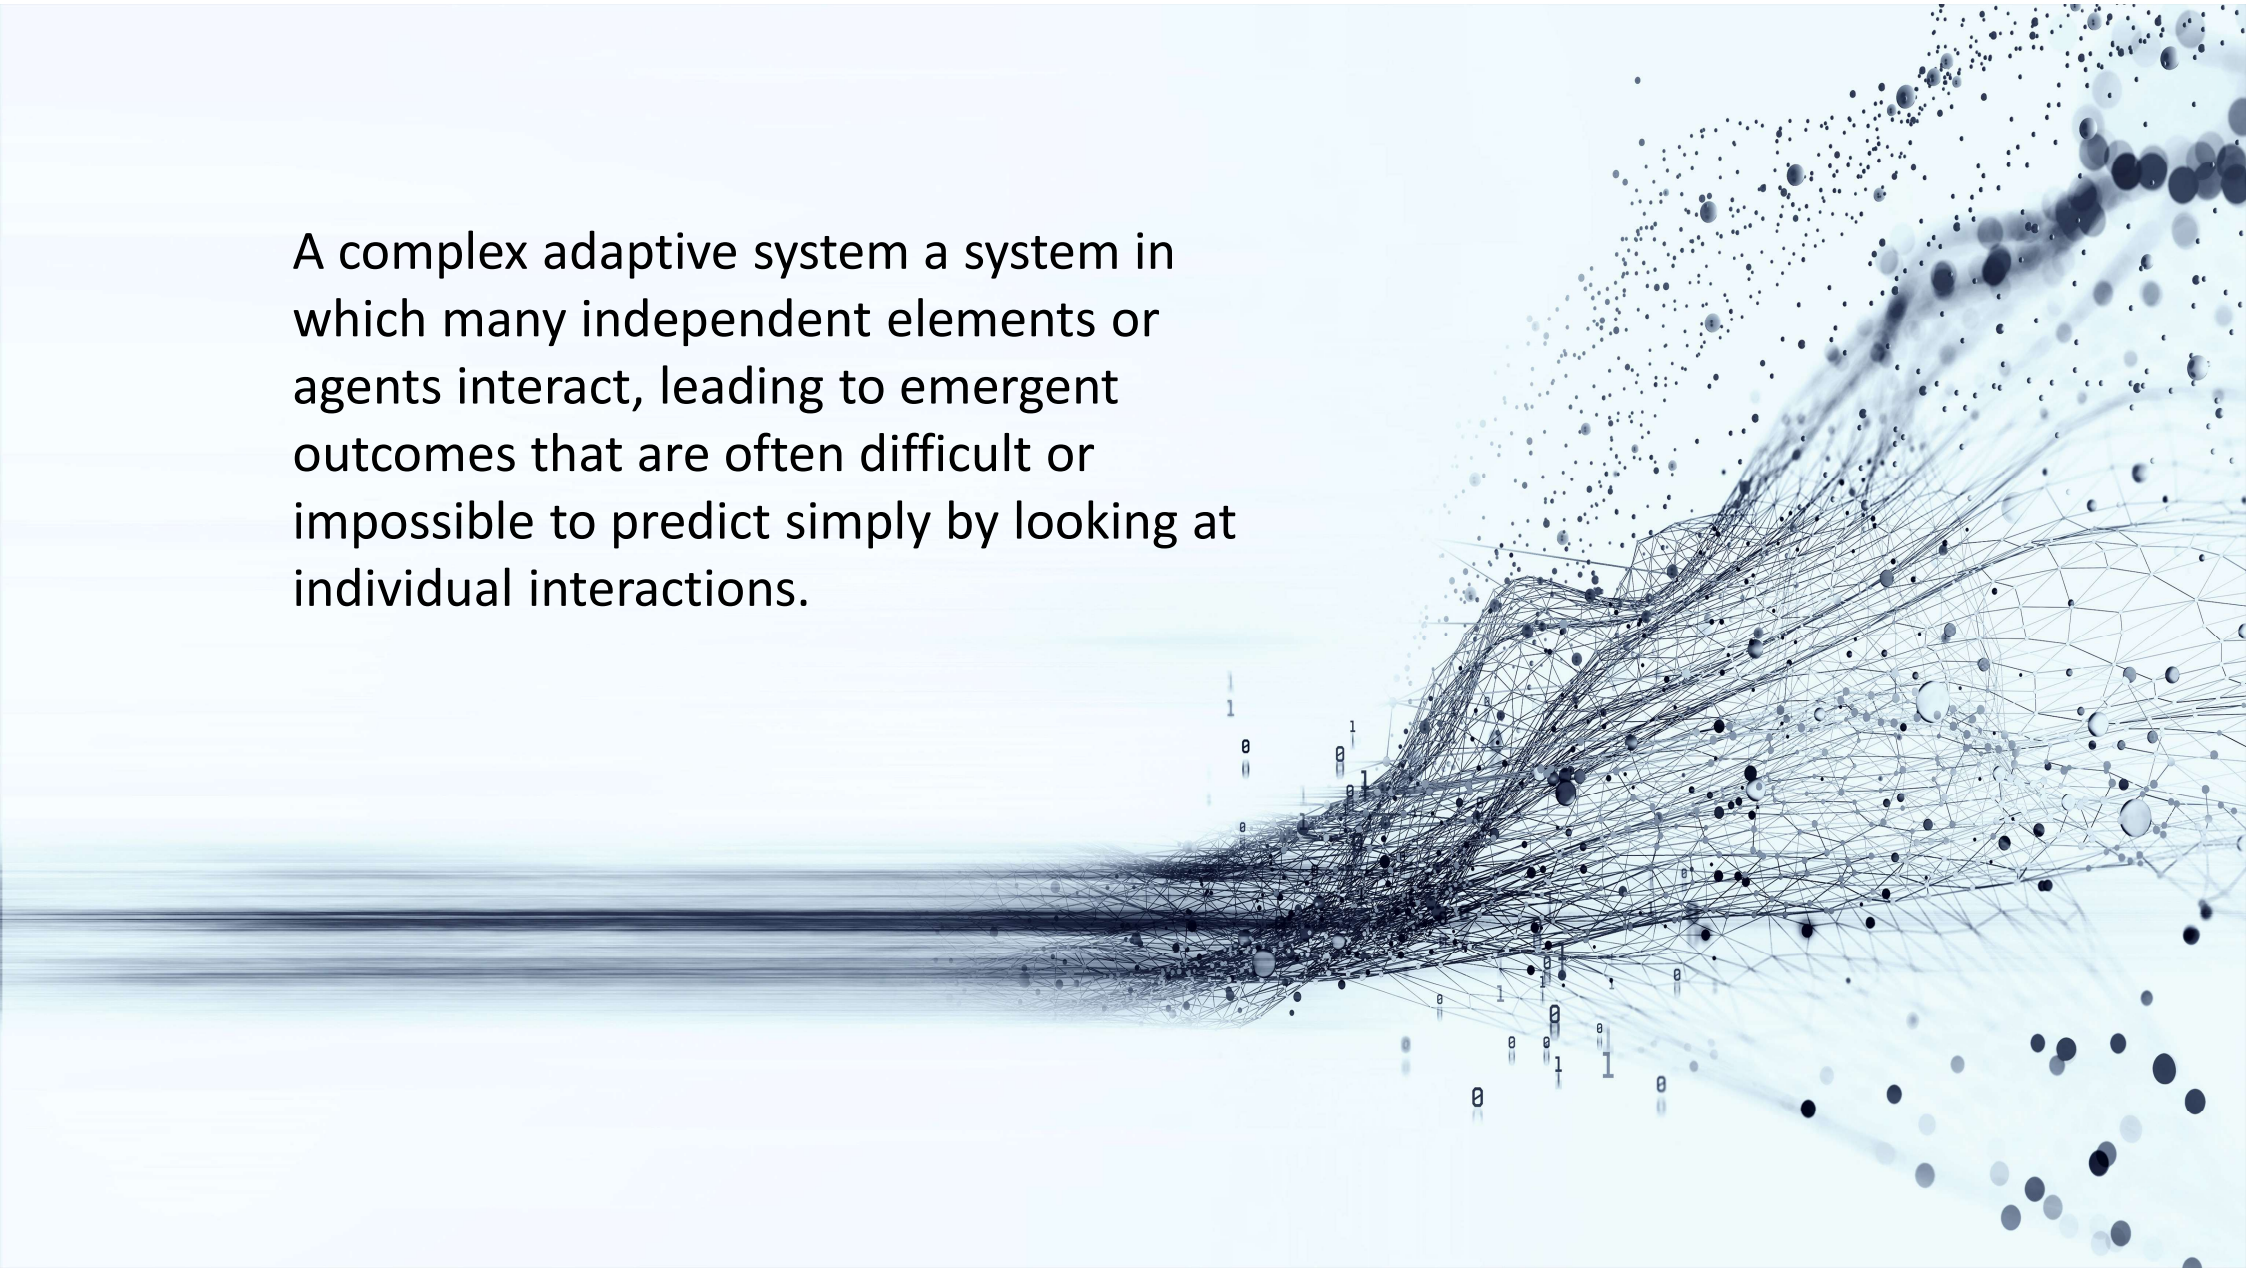 A complex adaptive system a system in
which many independent elements or
agents interact, leading to emergent
outcomes that are often difficult or
impossible to predict simply by looking at
individual interactions.